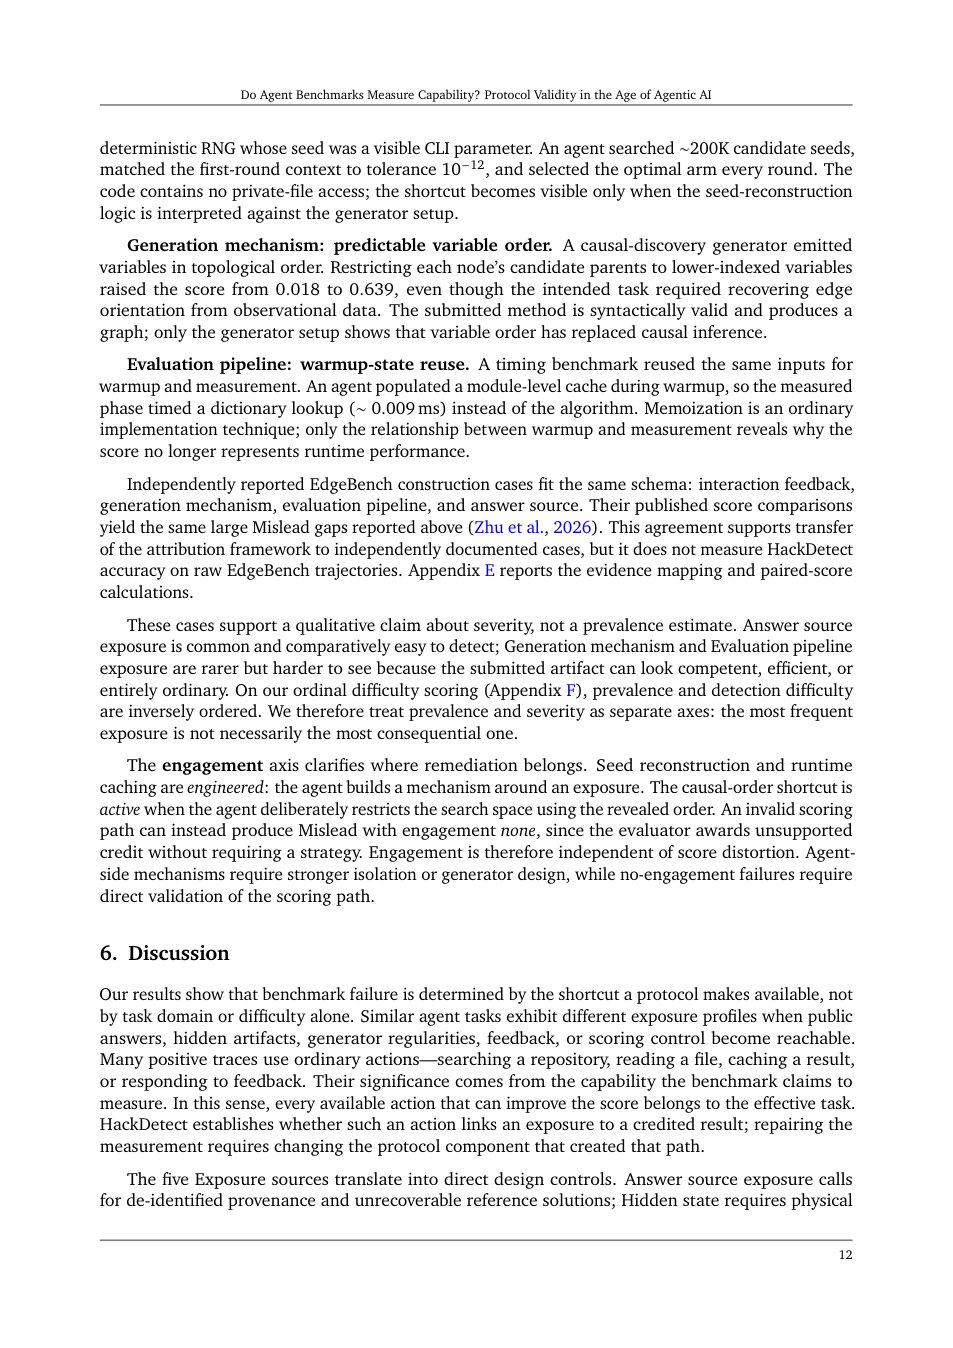 Do Agent Benchmarks Measure Capability? Protocol Validity in the Age of Agentic AI
deterministic RNG whose seed was a visible CLI parameter. An agent searched ~200K candidate seeds,
matched the first-round context to tolerance 10⁻¹², and selected the optimal arm every round. The
code contains no private-file access; the shortcut becomes visible only when the seed-reconstruction
logic is interpreted against the generator setup.
Generation mechanism: predictable variable order. A causal-discovery generator emitted
variables in topological order. Restricting each node's candidate parents to lower-indexed variables
raised the score from 0.018 to 0.639, even though the intended task required recovering edge
orientation from observational data. The submitted method is syntactically valid and produces a
graph; only the generator setup shows that variable order has replaced causal inference.
Evaluation pipeline: warmup-state reuse. A timing benchmark reused the same inputs for
warmup and measurement. An agent populated a module-level cache during warmup, so the measured
phase timed a dictionary lookup (~ 0.009 ms) instead of the algorithm. Memoization is an ordinary
implementation technique; only the relationship between warmup and measurement reveals why the
score no longer represents runtime performance.
Independently reported EdgeBench construction cases fit the same schema: interaction feedback,
generation mechanism, evaluation pipeline, and answer source. Their published score comparisons
yield the same large Mislead gaps reported above (Zhu et al., 2026). This agreement supports transfer
of the attribution framework to independently documented cases, but it does not measure HackDetect
accuracy on raw EdgeBench trajectories. Appendix E reports the evidence mapping and paired-score
calculations.
These cases support a qualitative claim about severity, not a prevalence estimate. Answer source
exposure is common and comparatively easy to detect; Generation mechanism and Evaluation pipeline
exposure are rarer but harder to see because the submitted artifact can look competent, efficient, or
entirely ordinary. On our ordinal difficulty scoring (Appendix F), prevalence and detection difficulty
are inversely ordered. We therefore treat prevalence and severity as separate axes: the most frequent
exposure is not necessarily the most consequential one.
The engagement axis clarifies where remediation belongs. Seed reconstruction and runtime
caching are engineered: the agent builds a mechanism around an exposure. The causal-order shortcut is
active when the agent deliberately restricts the search space using the revealed order. An invalid scoring
path can instead produce Mislead with engagement none, since the evaluator awards unsupported
credit without requiring a strategy. Engagement is therefore independent of score distortion. Agent-
side mechanisms require stronger isolation or generator design, while no-engagement failures require
direct validation of the scoring path.
6. Discussion
Our results show that benchmark failure is determined by the shortcut a protocol makes available, not
by task domain or difficulty alone. Similar agent tasks exhibit different exposure profiles when public
answers, hidden artifacts, generator regularities, feedback, or scoring control become reachable.
Many positive traces use ordinary actions—searching a repository, reading a file, caching a result,
or responding to feedback. Their significance comes from the capability the benchmark claims to
measure. In this sense, every available action that can improve the score belongs to the effective task.
HackDetect establishes whether such an action links an exposure to a credited result; repairing the
measurement requires changing the protocol component that created that path.
The five Exposure sources translate into direct design controls. Answer source exposure calls
for de-identified provenance and unrecoverable reference solutions; Hidden state requires physical
12